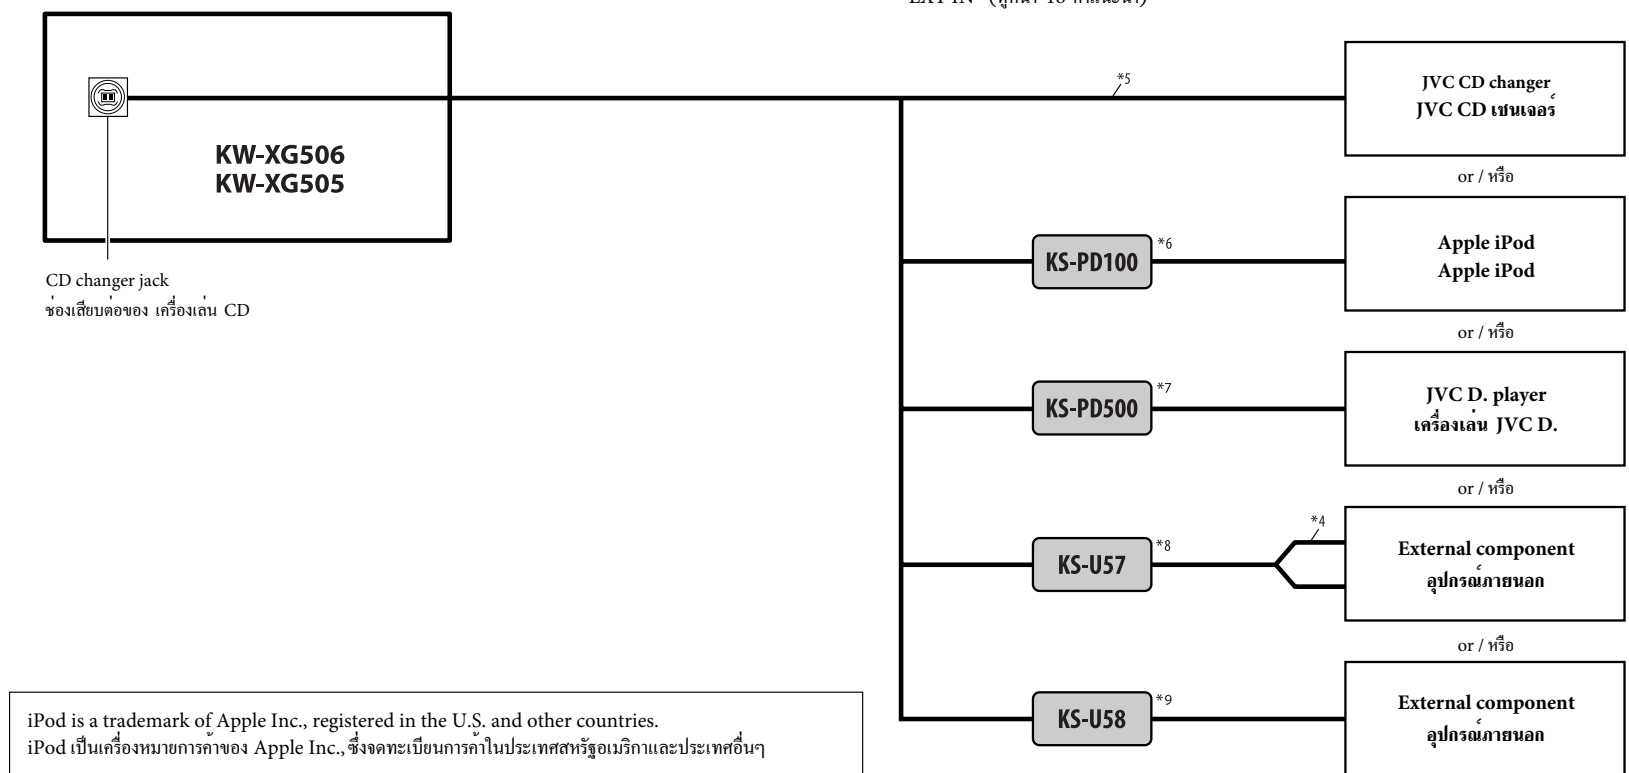 KW-XG506
KW-XG505
CD changer jack
ช่องเสียบต่อของ เครื่องเล่น CD
*5
JVC CD changer
JVC CD เชนเจอร์
or / หรือ
KS-PD100
*6
Apple iPod
Apple iPod
or / หรือ
KS-PD500
*7
JVC D. player
เครื่องเล่น JVC D.
or / หรือ
KS-U57
*8
*4
External component
อุปกรณ์ภายนอก
or / หรือ
KS-U58
*9
External component
อุปกรณ์ภายนอก
iPod is a trademark of Apple Inc., registered in the U.S. and other countries.
iPod เป็นเครื่องหมายการค้าของ Apple Inc., ซึ่งจดทะเบียนการค้าในประเทศสหรัฐอเมริกาและประเทศอื่นๆ